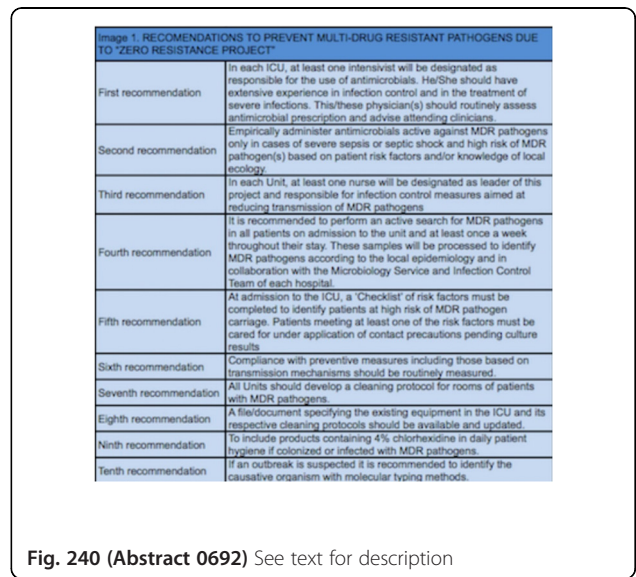 Image 1. RECOMENDATIONS TO PREVENT MULTI-DRUG RESISTANT PATHOGENS DUE
TO "ZERO RESISTANCE PROJECT"
First recommendation
In each ICU, at least one intensivist will be designated as
responsible for the use of antimicrobials. He/She should have
extensive experience in infection control and in the treatment of
severe infections. This/these physician(s) should routinely assess
antimicrobial prescription and advise attending clinicians.
Second recommendation
Empirically administer antimicrobials active against MDR pathogens
only in cases of severe sepsis or septic shock and high risk of MDR
pathogen(s) based on patient risk factors and/or knowledge of local
ecology.
Third recommendation
In each Unit, at least one nurse will be designated as leader of this
project and responsible for infection control measures aimed at
reducing transmission of MDR pathogens
Fourth recommendation
It is recommended to perform an active search for MDR pathogens
in all patients on admission to the unit and at least once a week
throughout their stay. These samples will be processed to identify
MDR pathogens according to the local epidemiology and in
collaboration with the Microbiology Service and Infection Control
Team of each hospital.
Fifth recommendation
At admission to the ICU, a 'Checklist' of risk factors must be
completed to identify patients at high risk of MDR pathogen
carriage. Patients meeting at least one of the risk factors must be
cared for under application of contact precautions pending culture
results
Sixth recommendation
Compliance with preventive measures including those based on
transmission mechanisms should be routinely measured.
Seventh recommendation
All Units should develop a cleaning protocol for rooms of patients
with MDR pathogens.
Eighth recommendation
A file/document specifying the existing equipment in the ICU and its
respective cleaning protocols should be available and updated.
Ninth recommendation
To include products containing 4% chlorhexidine in daily patient
hygiene if colonized or infected with MDR pathogens.
Tenth recommendation
If an outbreak is suspected it is recommended to identify the
causative organism with molecular typing methods.
Fig. 240 (Abstract 0692) See text for description